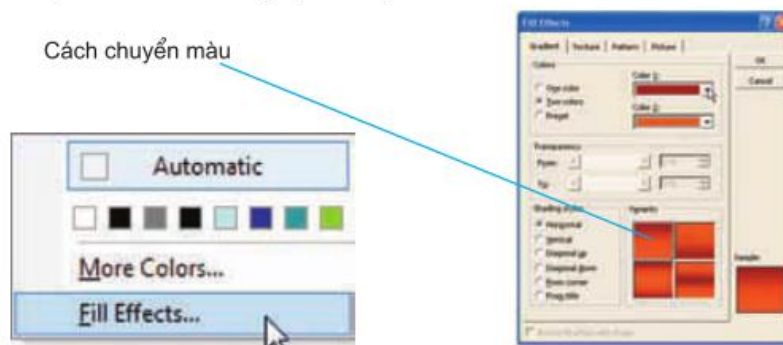 Cách chuyển màu
Automatic
More Colors...
Fill Effects...
Fill Effects
Gradient
Texture
Pattern
Picture
Colors
One color
Two colors
Preset
Color 1:
Color 2:
OK
Cancel
Transparency
From:
To:
Shading styles
Horizontal
Vertical
Diagonal up
Diagonal down
From corner
From title
Variants
Sample: